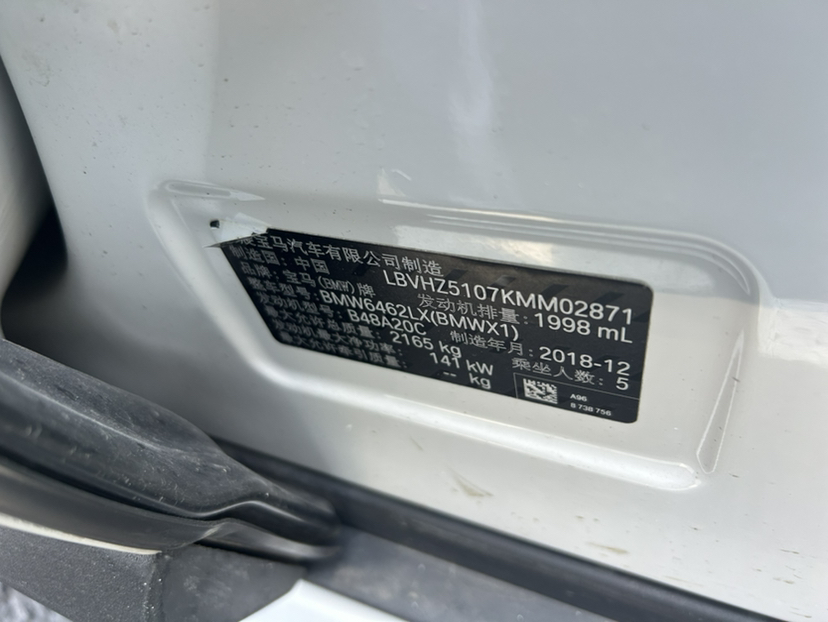 宝马汽车有限公司制造
制造国：中国 LBVHZ5107KMM02871
品牌：宝马(BMW)牌 发动机排量：1998 mL
整车型号：BMW6462LX(BMWX1)
发动机型号：B48A20C 制造年月：2018-12
最大允许总质量：2165 kg 乘坐人数：5
发动机最大净功率：141 kW
最大允许牵引质量：-- kg
A96
8 738 756